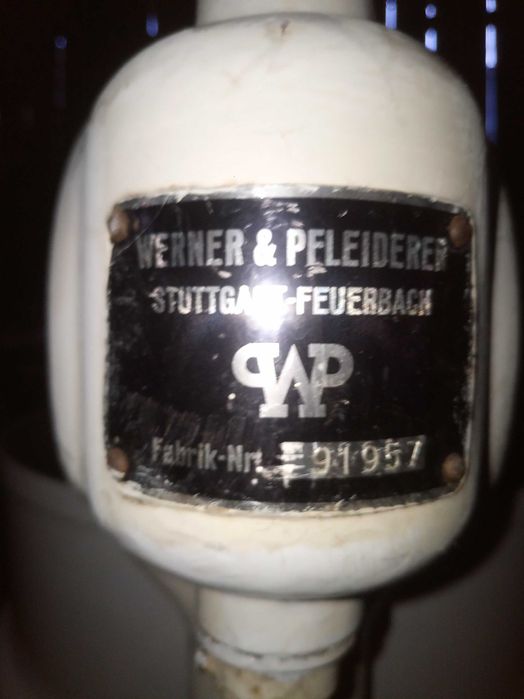 WERNER & PFLEIDERER
STUTTGART-FEUERBACH
WP
Fabrik-Nr. 91957